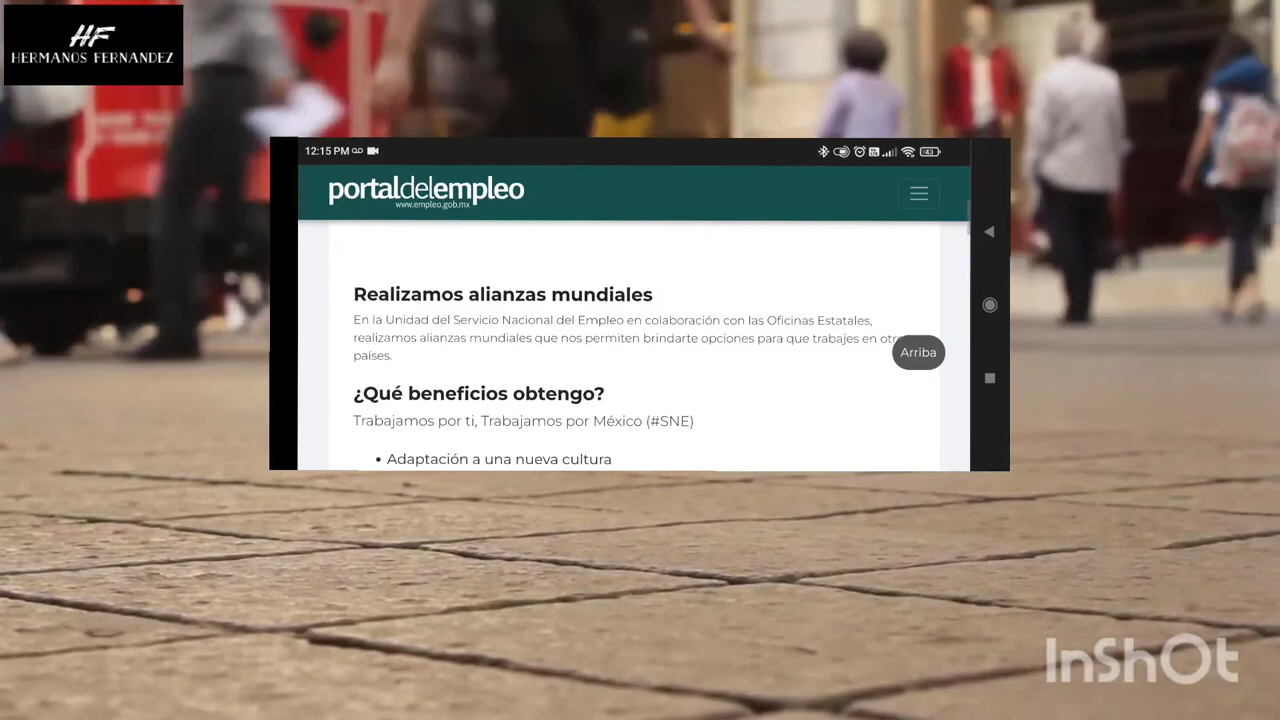 HF
HERMANOS FERNANDEZ
12:15 PM
43
portaldelempleo
www.empleo.gob.mx
Realizamos alianzas mundiales
En la Unidad del Servicio Nacional del Empleo en colaboración con las Oficinas Estatales,
realizamos alianzas mundiales que nos permiten brindarte opciones para que trabajes en
países.
Arriba
¿Qué beneficios obtengo?
Trabajamos por ti, Trabajamos por México (#SNE)
• Adaptación a una nueva cultura
InShOt